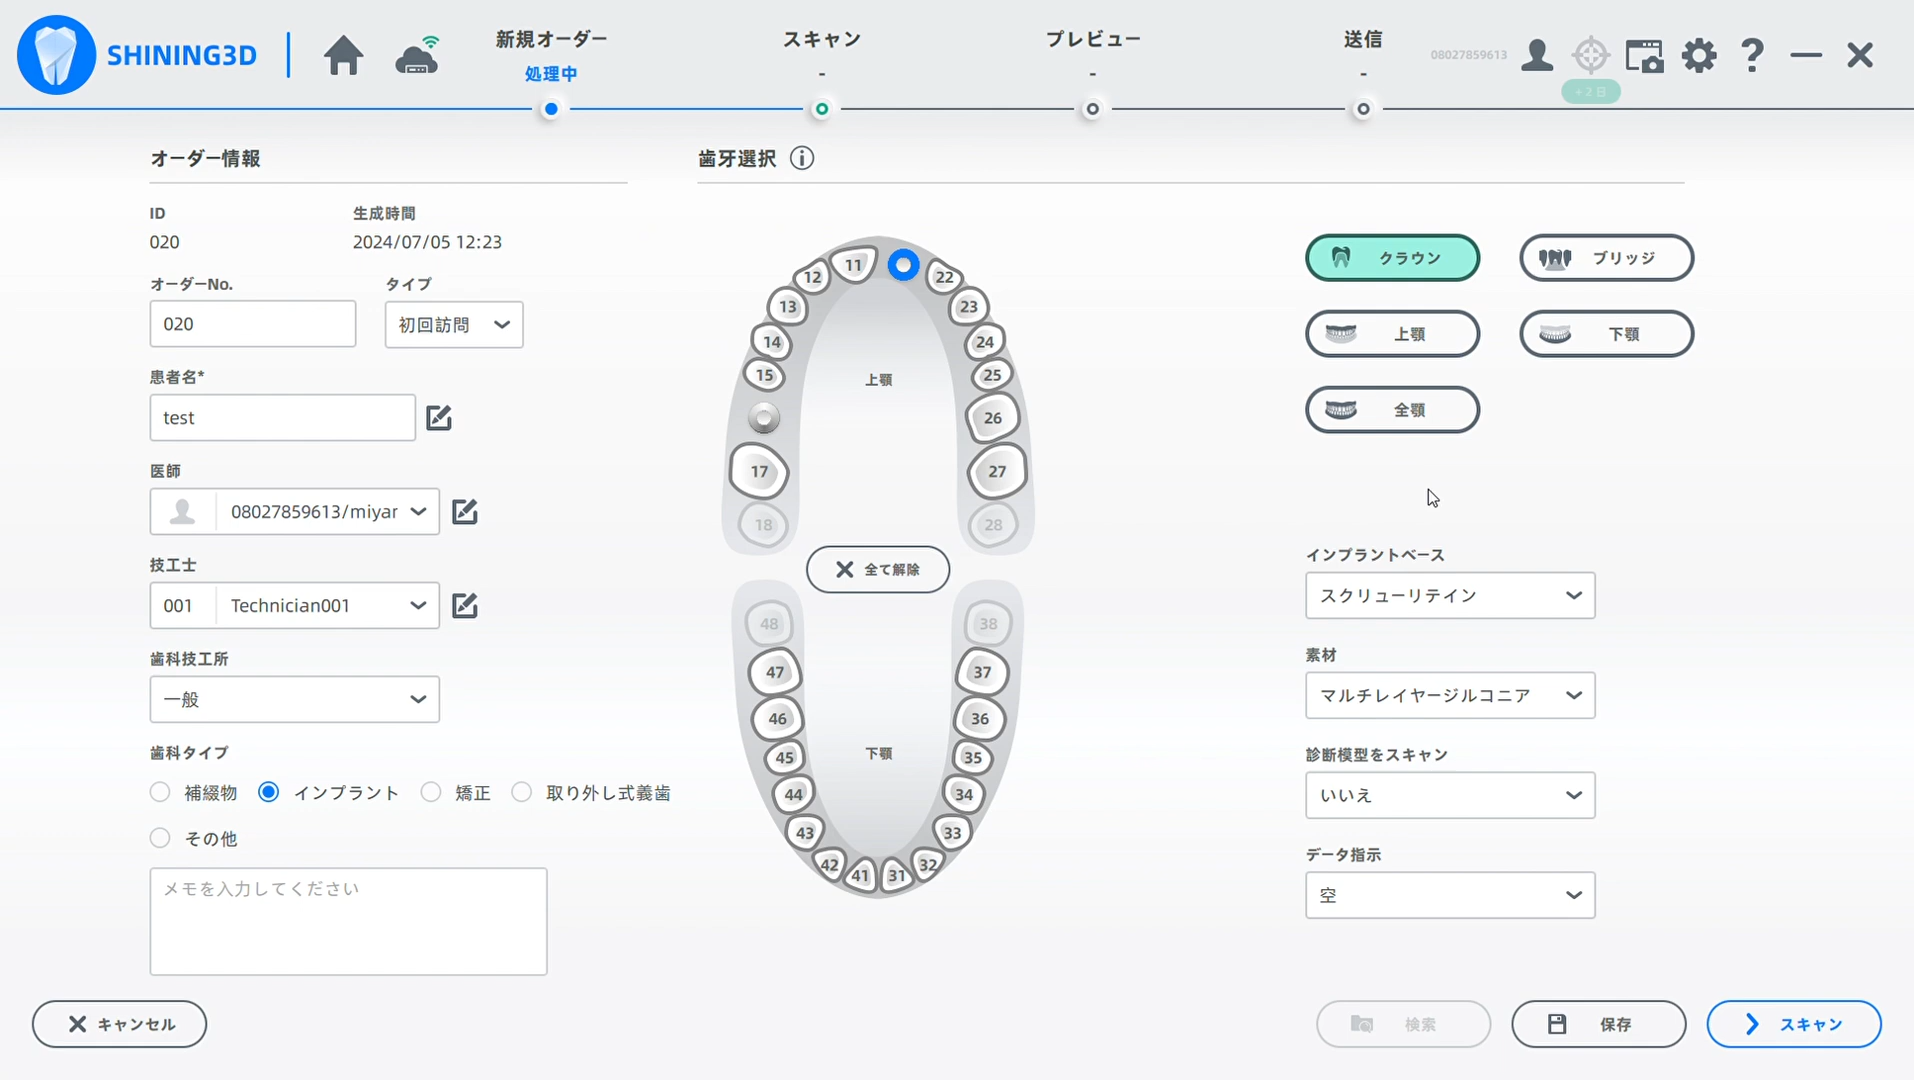 SHINING3D
新規オーダー
処理中
スキャン
-
プレビュー
-
送信
-
08027859613
+2日
オーダー情報
歯牙選択
ID
生成時間
020
2024/07/05 12:23
オーダーNo.
タイプ
020
初回訪問
患者名*
test
医師
08027859613/miyar
技工士
001
Technician001
歯科技工所
一般
歯科タイプ
補綴物
インプラント
矯正
取り外し式義歯
その他
メモを入力してください
11
12
22
13
23
14
24
15
25
上顎
26
17
27
18
28
全て解除
48
38
47
37
46
36
45
35
下顎
44
34
43
33
42
41
31
32
クラウン
ブリッジ
上顎
下顎
全顎
インプラントベース
スクリューリテイン
素材
マルチレイヤージルコニア
診断模型をスキャン
いいえ
データ指示
空
キャンセル
検索
保存
スキャン